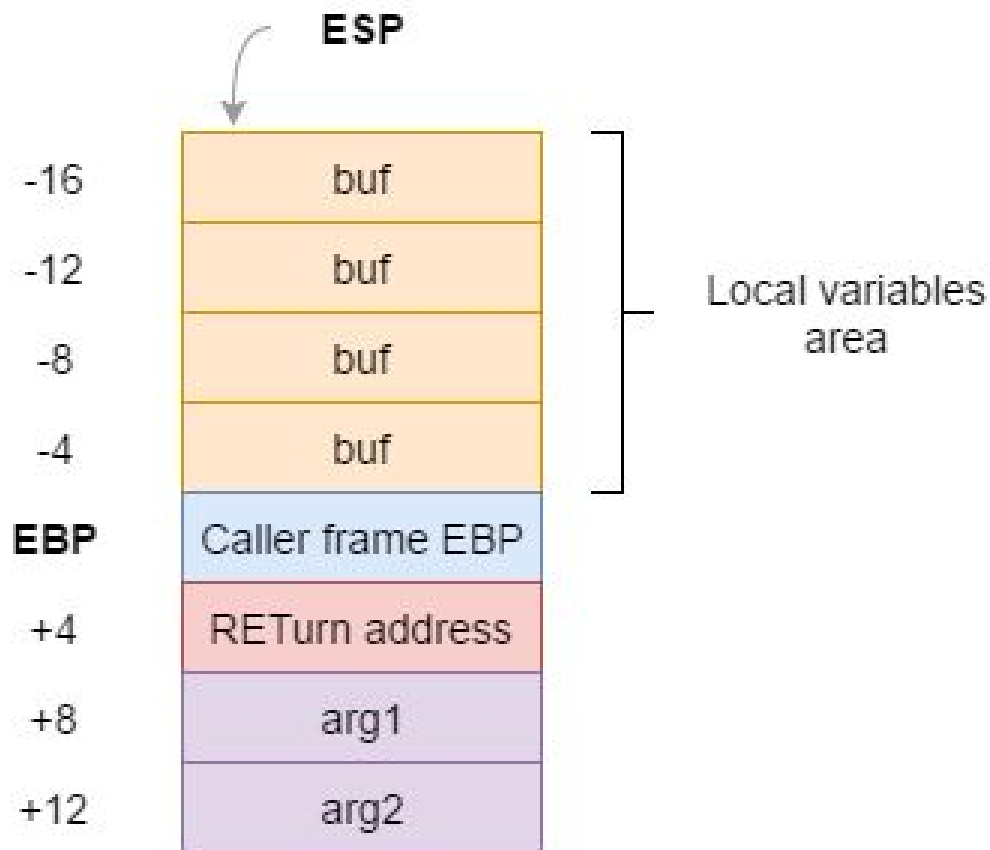 ESP
-16 buf
-12 buf
Local variables
area
-8 buf
-4 buf
EBP Caller frame EBP
+4 RETurn address
+8 arg1
+12 arg2